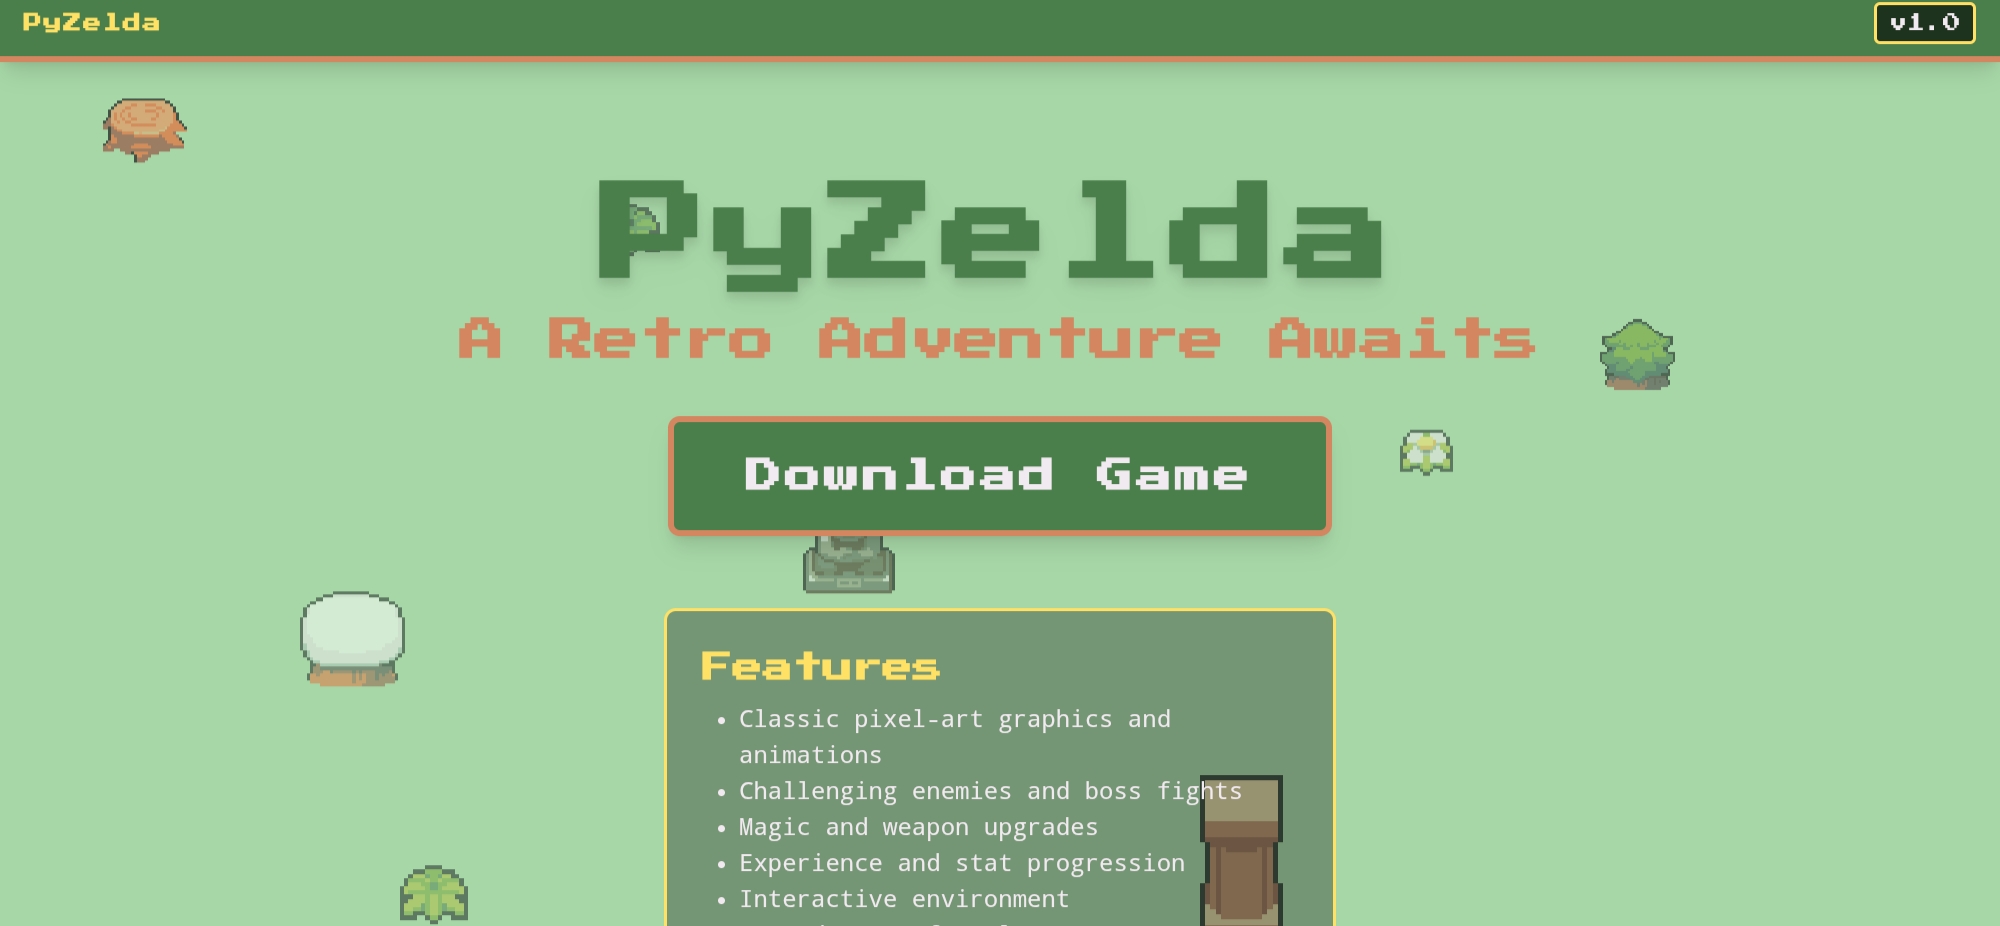 PyZelda
v1.0
PyZelda
A Retro Adventure Awaits
Download Game
Features
• Classic pixel-art graphics and
animations
• Challenging enemies and boss fights
• Magic and weapon upgrades
• Experience and stat progression
• Interactive environment